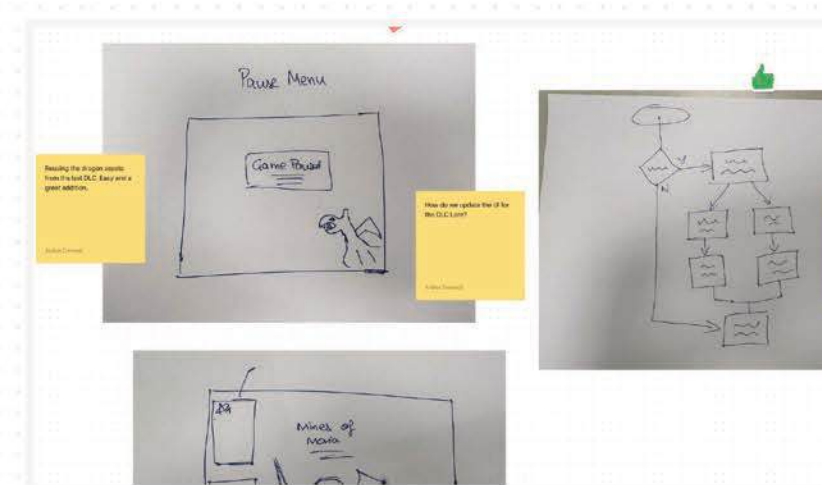 Pause Menu
Game Paused
Reusing the dragon assets
from the last DLC. Easy and a
great addition.
How do we update the UI for
the DLC Lore?
Y
N
Mines of
Moria